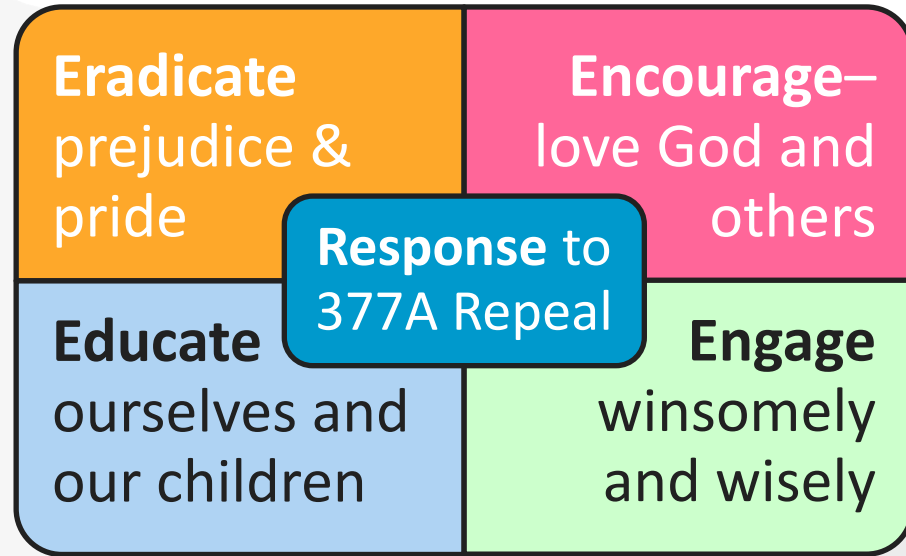 Eradicate
prejudice &
pride
Encourage–
love God and
others
Response to
377A Repeal
Educate
ourselves and
our children
Engage
winsomely
and wisely